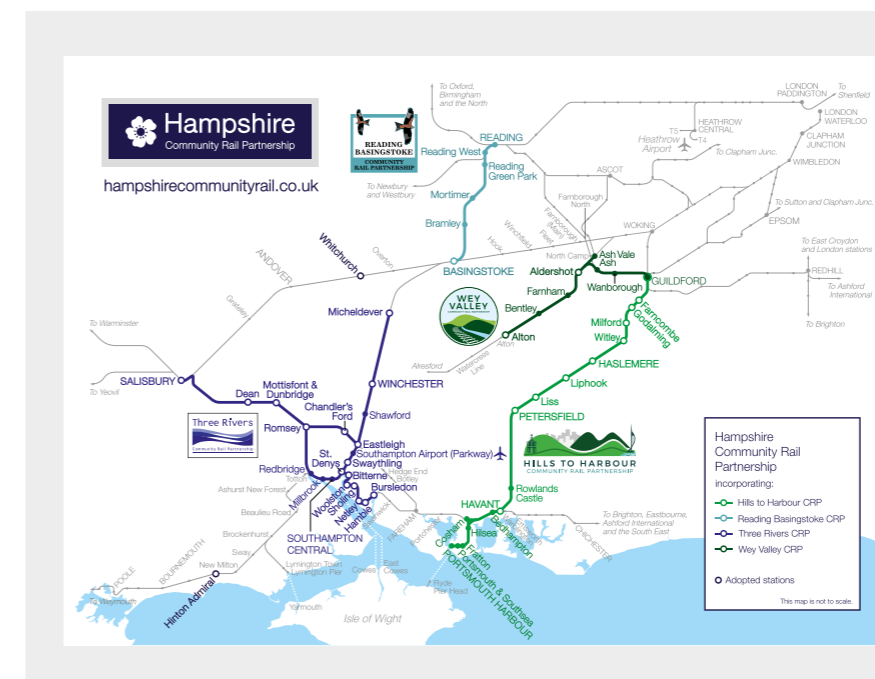 Hampshire
Community Rail Partnership
hampshirecommunityrail.co.uk
READING
BASINGSTOKE
COMMUNITY
RAIL PARTNERSHIP
To Oxford,
Birmingham
and the North
To Newbury
and Westbury
READING
Reading West
Reading
Green Park
Mortimer
Bramley
BASINGSTOKE
LONDON
PADDINGTON
To
Shenfield
LONDON
WATERLOO
HEATHROW
CENTRAL
T5
T4
Heathrow
Airport
CLAPHAM
JUNCTION
To Clapham Junc.
WIMBLEDON
ASCOT
Farnborough
North
Farnborough
(Main)
Fleet
Winchfield
Hook
To Sutton and Clapham Junc.
EPSOM
WOKING
North Camp
Ash Vale
Ash
Aldershot
Wanborough
GUILDFORD
To East Croydon
and London stations
REDHILL
To Ashford
International
To Brighton
Whitchurch
Overton
ANDOVER
Grateley
Micheldever
WEY
VALLEY
COMMUNITY RAIL PARTNERSHIP
Farnham
Bentley
Alton
Alton
Alresford
Watercress
Line
Farncombe
Godalming
Milford
Witley
HASLEMERE
Liphook
Liss
PETERSFIELD
To Warminster
To Yeovil
SALISBURY
Dean
Mottisfont &
Dunbridge
WINCHESTER
Chandler's
Ford
Shawford
Three Rivers
Community Rail Partnership
Romsey
Eastleigh
Southampton Airport (Parkway)
St.
Denys
Swaythling
Bitterne
Redbridge
Totton
Millbrook
Woolston
Sholing
Netley
Hamble
Bursledon
Hedge End
Botley
Swanwick
FAREHAM
Portchester
HILLS TO HARBOUR
COMMUNITY RAIL PARTNERSHIP
Rowlands
Castle
HAVANT
Bedhampton
Cosham
Hilsea
Fratton
Portsmouth & Southsea
PORTSMOUTH HARBOUR
To Brighton, Eastbourne,
Ashford International
and the South East
CHICHESTER
Ashurst New Forest
Beaulieu Road
SOUTHAMPTON
CENTRAL
Brockenhurst
Sway
New Milton
BOURNEMOUTH
POOLE
To Weymouth
Hinton Admiral
Lymington Town
Lymington Pier
Yarmouth
Cowes
East
Cowes
Ryde
Pier Head
Isle of Wight
Hampshire
Community Rail
Partnership
incorporating:
Hills to Harbour CRP
Reading Basingstoke CRP
Three Rivers CRP
Wey Valley CRP
Adopted stations
This map is not to scale.